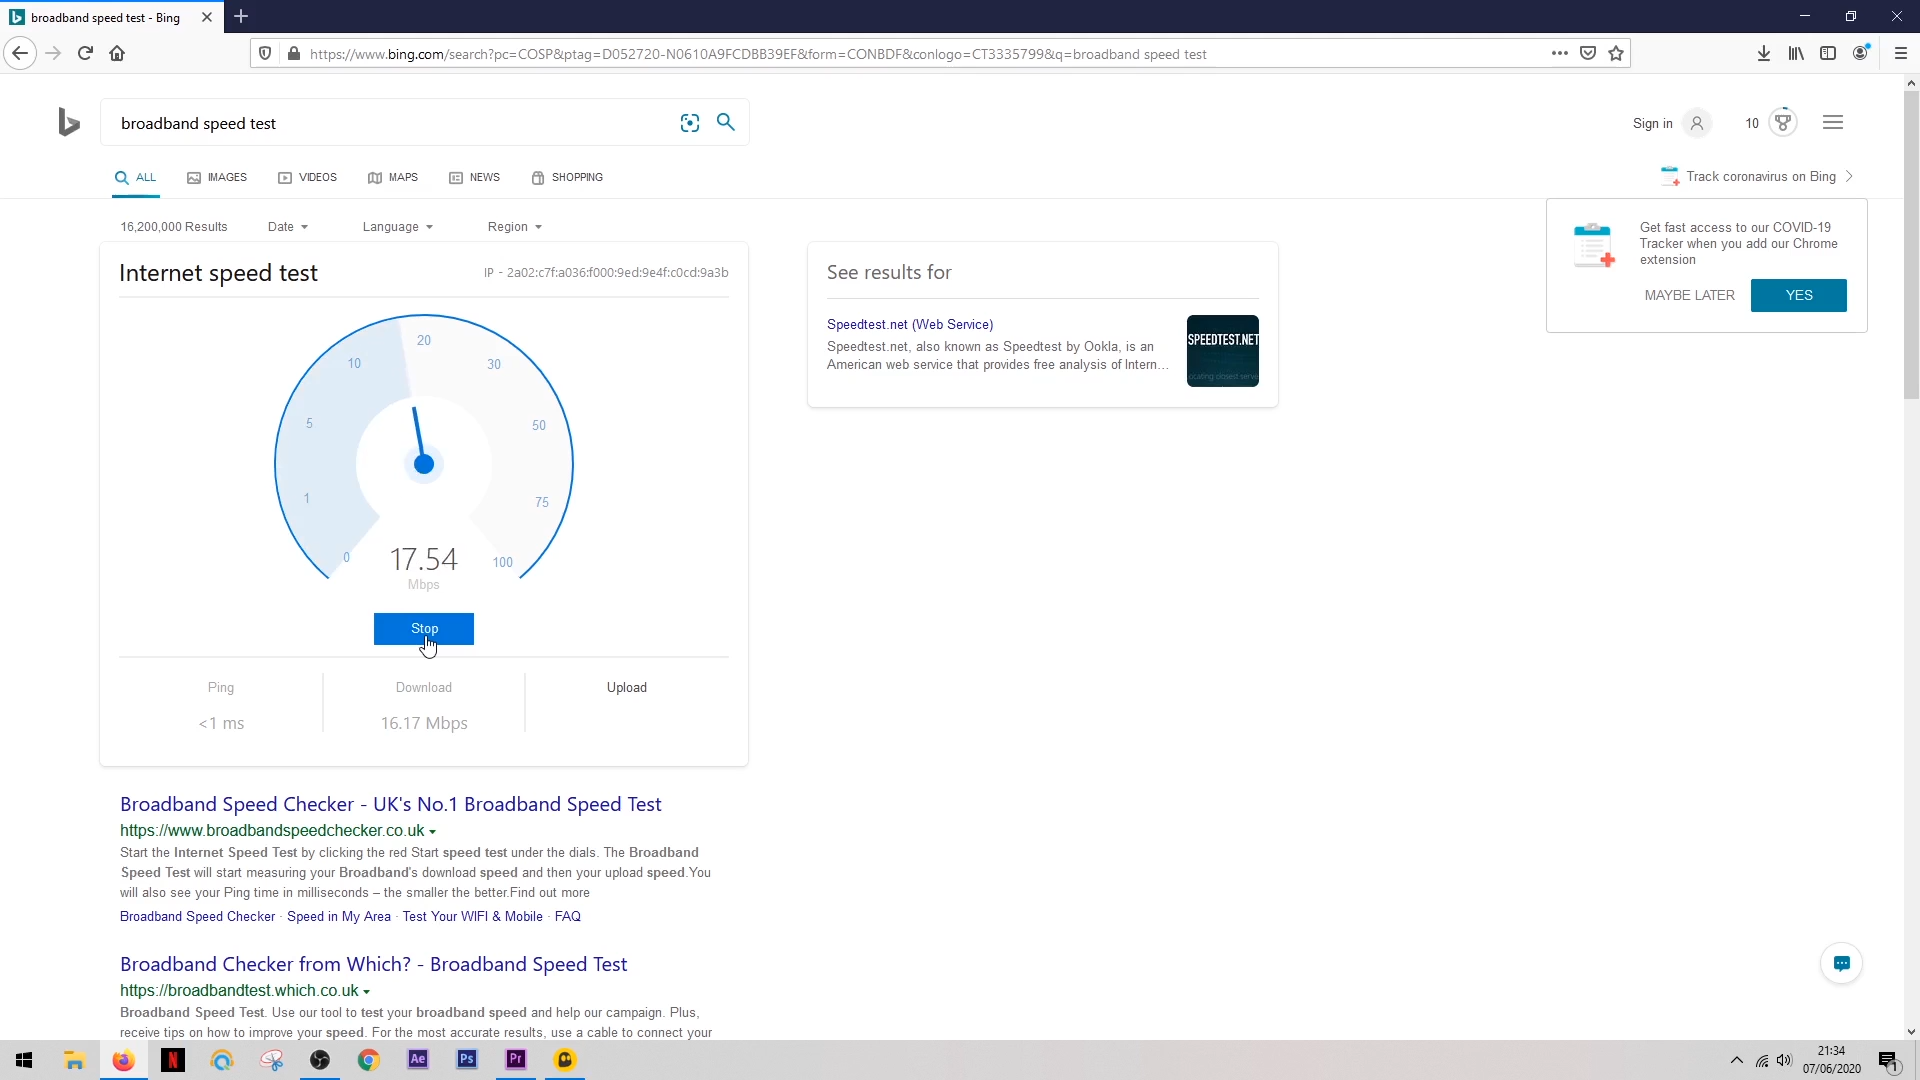 broadband speed test - Bing
https://www.bing.com/search?pc=COSP&ptag=D052720-N0610A9FCDBB39EF&form=CONBDF&conlogo=CT3335799&q=broadband speed test
broadband speed test
Sign in
10
ALL
IMAGES
VIDEOS
MAPS
NEWS
SHOPPING
Track coronavirus on Bing
16,200,000 Results
Date
Language
Region
Get fast access to our COVID-19
Tracker when you add our Chrome
extension
MAYBE LATER
YES
Internet speed test
IP - 2a02:c7f:a036:f000:9ed:9e4f:c0cd:9a3b
0
1
5
10
20
30
50
75
100
17.54
Mbps
Stop
Ping
Download
Upload
<1 ms
16.17 Mbps
See results for
Speedtest.net (Web Service)
Speedtest.net, also known as Speedtest by Ookla, is an
American web service that provides free analysis of Intern...
SPEEDTEST.NET
Broadband Speed Checker - UK's No.1 Broadband Speed Test
https://www.broadbandspeedchecker.co.uk
Start the Internet Speed Test by clicking the red Start speed test under the dials. The Broadband
Speed Test will start measuring your Broadband's download speed and then your upload speed.You
will also see your Ping time in milliseconds – the smaller the better.Find out more
Broadband Speed Checker · Speed in My Area · Test Your WIFI & Mobile · FAQ
Broadband Checker from Which? - Broadband Speed Test
https://broadbandtest.which.co.uk
Broadband Speed Test. Use our tool to test your broadband speed and help our campaign. Plus,
receive tips on how to improve your speed. For the most accurate results, use a cable to connect your
N
Ae
Ps
Pr
21:34
07/06/2020
1